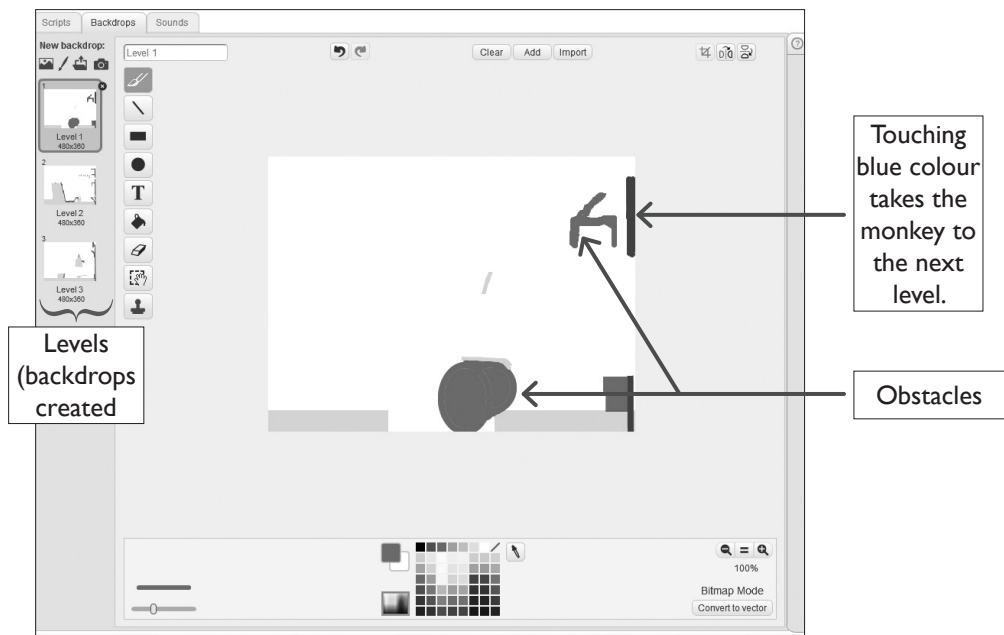 Scripts Backdrops Sounds
New backdrop:
Level 1
Clear Add Import
1
Level 1
480x360
2
Level 2
480x360
3
Level 3
480x360
T
Levels
(backdrops
created
Touching
blue colour
takes the
monkey to
the next
level.
Obstacles
100%
Bitmap Mode
Convert to vector
?